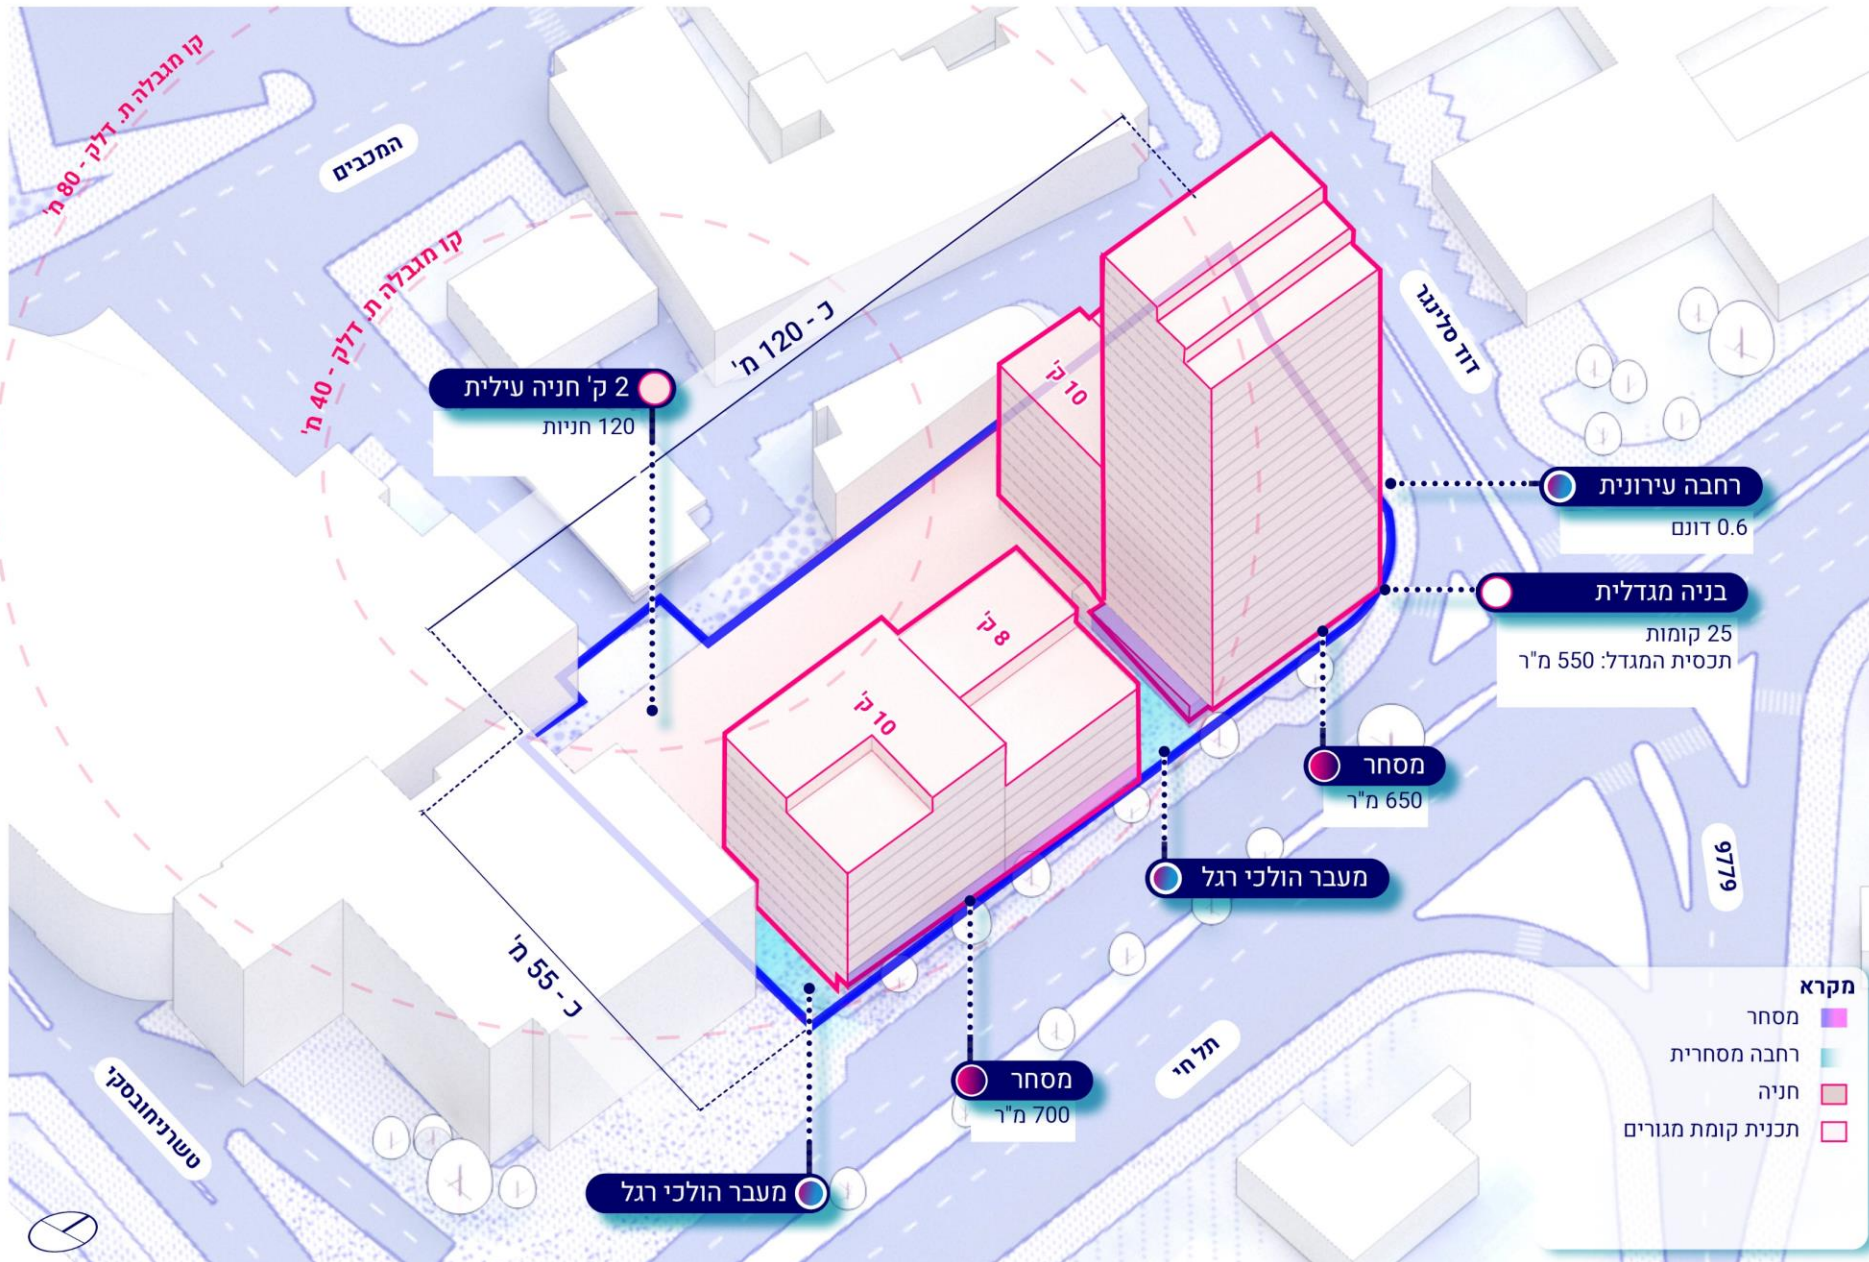 קו מגבלה ת. דלק - 80 מ'
המכבים
קו מגבלה ת. דלק - 40 מ'
כ - 120 מ'
דוד סלינגר
2 ק' חניה עילית
120 חניות
10 ק'
רחבה עירונית
0.6 דונם
בניה מגדלית
25 קומות
תכסית המגדל: 550 מ"ר
8 ק'
10 ק'
מסחר
650 מ"ר
מעבר הולכי רגל
9779
כ - 55 מ'
תל חי
מסחר
700 מ"ר
טשרניחובסקי
מעבר הולכי רגל
מקרא
מסחר
רחבה מסחרית
חניה
תכנית קומת מגורים